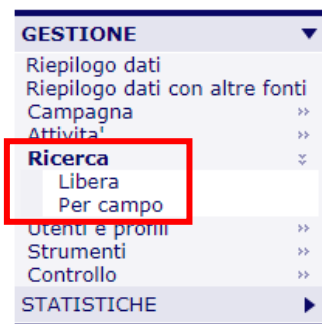 GESTIONE
Riepilogo dati
Riepilogo dati con altre fonti
Campagna
Attivita'
Ricerca
Libera
Per campo
Utenti e profili
Strumenti
Controllo
STATISTICHE